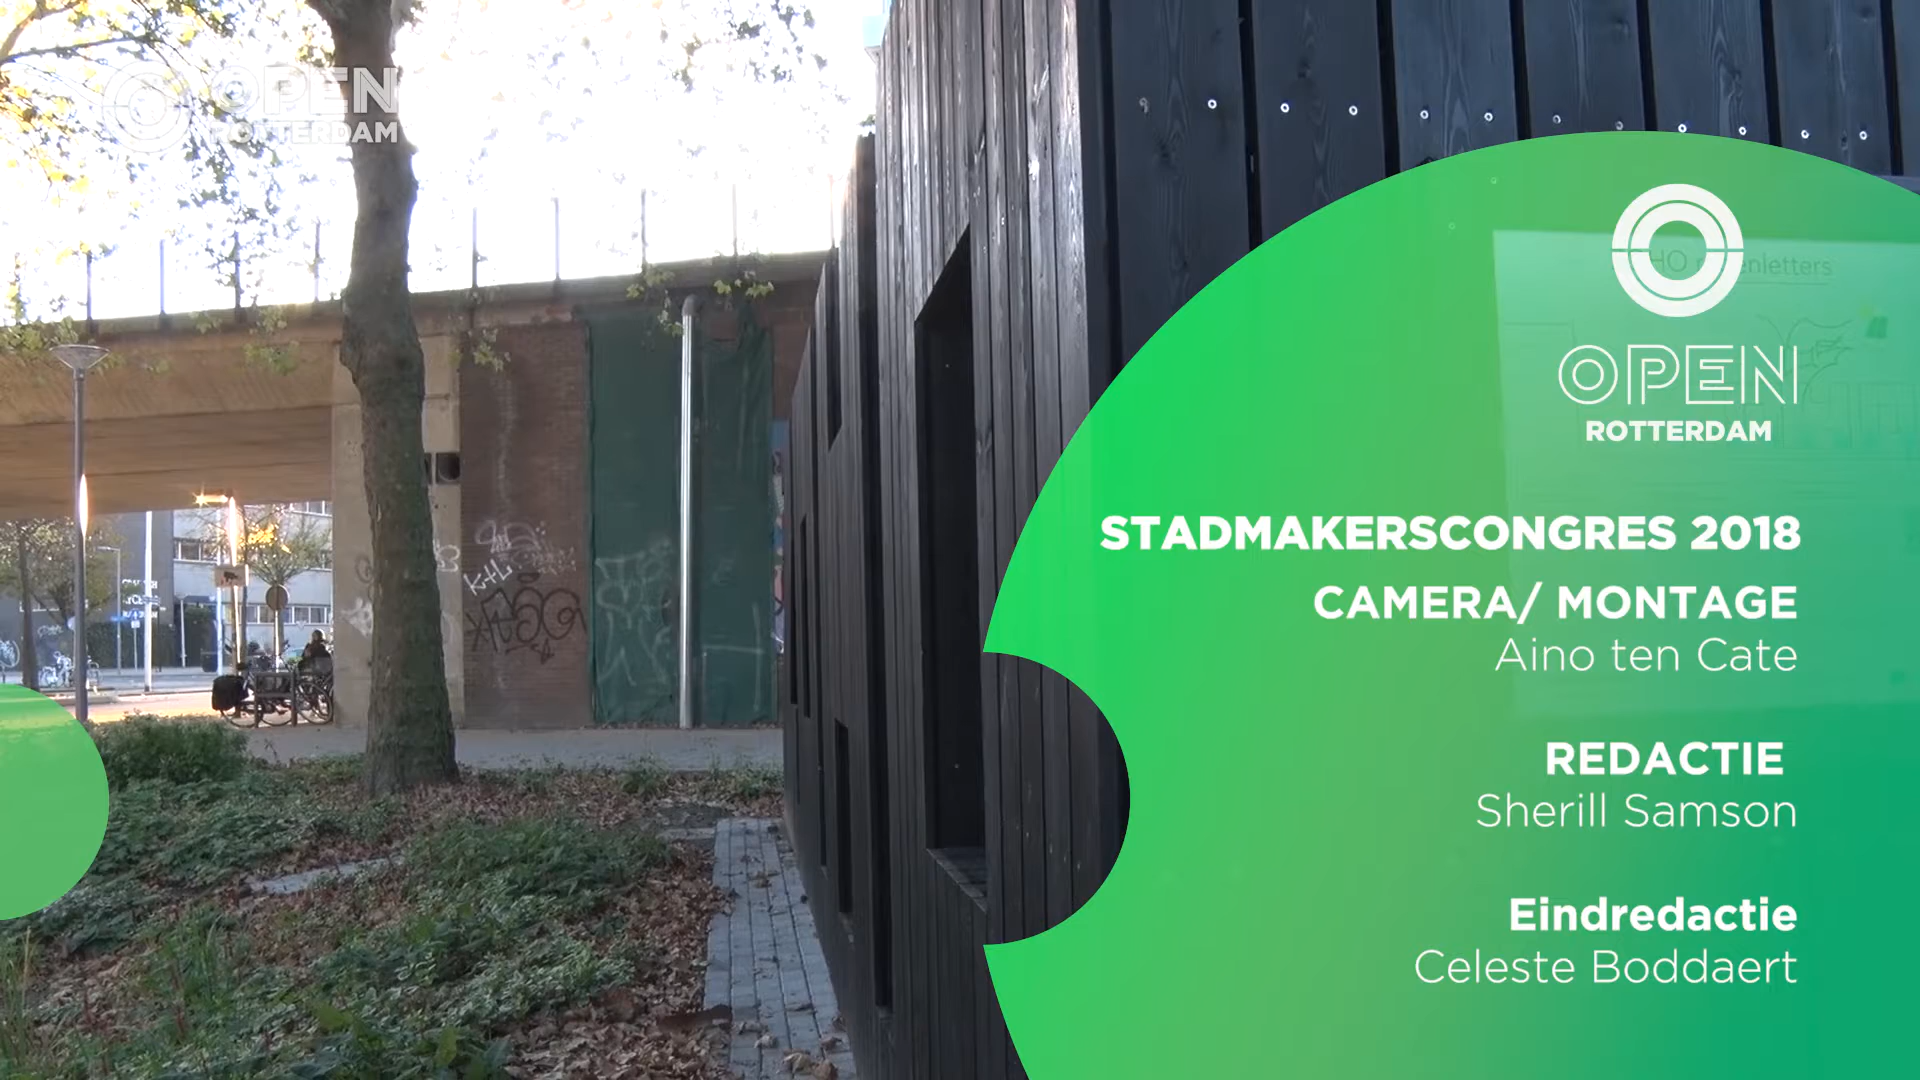 OPEN
ROTTERDAM
OPEN
ROTTERDAM
STADMAKERSCONGRES 2018
CAMERA/ MONTAGE
Aino ten Cate
REDACTIE
Sherill Samson
Eindredactie
Celeste Boddaert